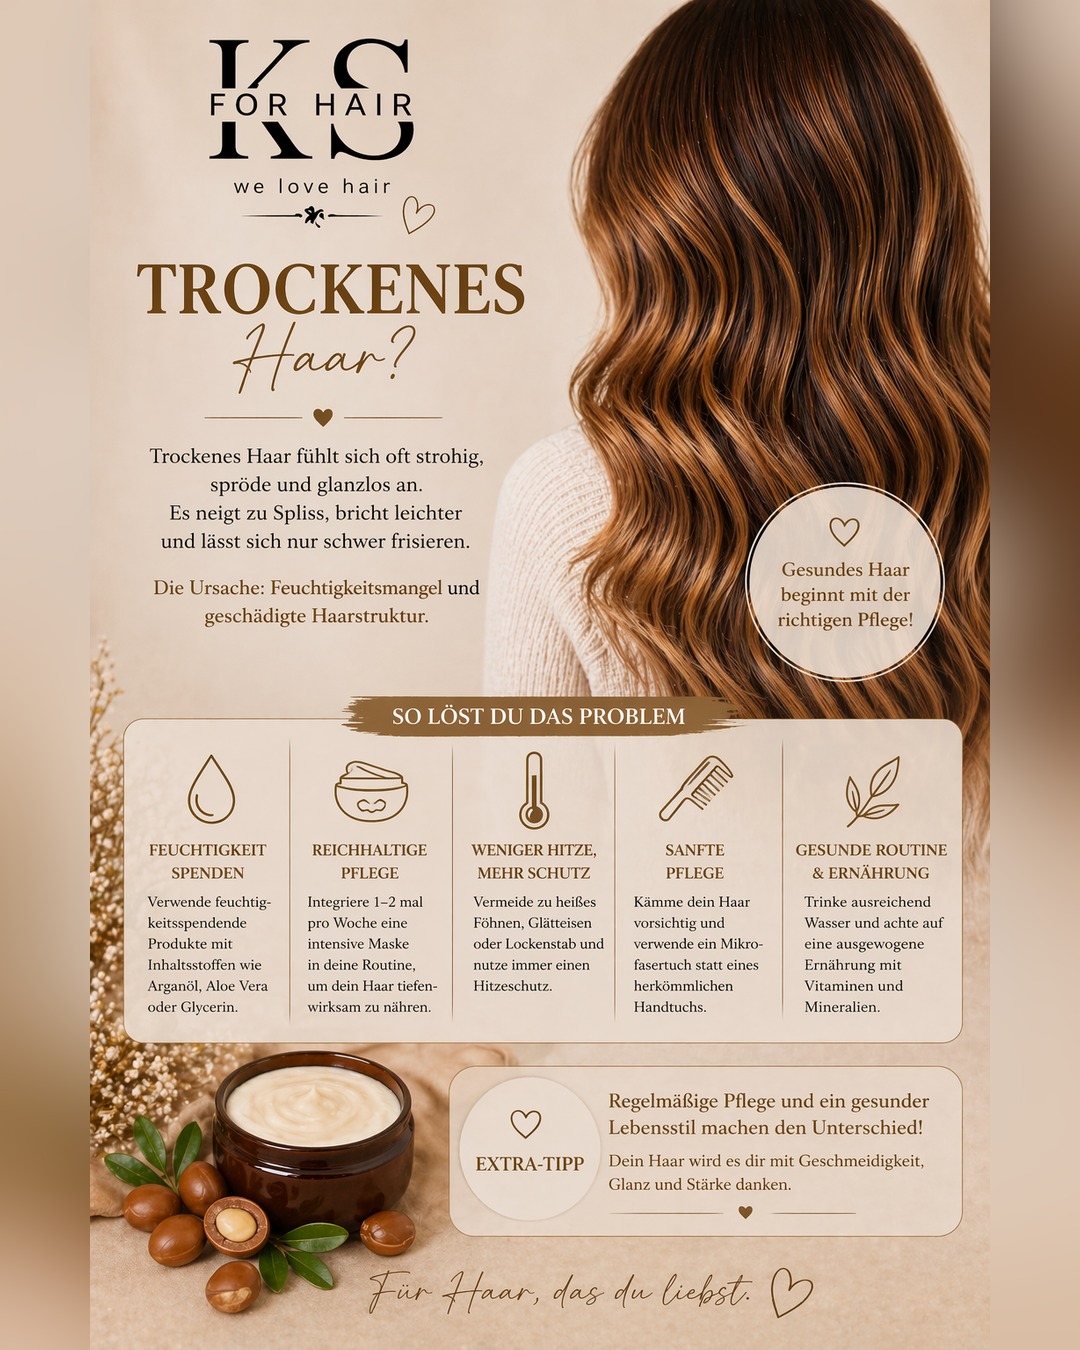 KS
FOR HAIR
we love hair
TROCKENES
Haar?
Trockenes Haar fühlt sich oft strohig,
spröde und glanzlos an.
Es neigt zu Spliss, bricht leichter
und lässt sich nur schwer frisieren.
Die Ursache: Feuchtigkeitsmangel und
geschädigte Haarstruktur.
Gesundes Haar
beginnt mit der
richtigen Pflege!
SO LÖST DU DAS PROBLEM
FEUCHTIGKEIT
SPENDEN
Verwende feuchtig-
keitsspendende
Produkte mit
Inhaltsstoffen wie
Arganöl, Aloe Vera
oder Glycerin.
REICHHALTIGE
PFLEGE
Integriere 1–2 mal
pro Woche eine
intensive Maske
in deine Routine,
um dein Haar tiefen-
wirksam zu nähren.
WENIGER HITZE,
MEHR SCHUTZ
Vermeide zu heißes
Föhnen, Glätteisen
oder Lockenstab und
nutze immer einen
Hitzeschutz.
SANFTE
PFLEGE
Kämme dein Haar
vorsichtig und
verwende ein Mikro-
fasertuch statt eines
herkömmlichen
Handtuchs.
GESUNDE ROUTINE
& ERNÄHRUNG
Trinke ausreichend
Wasser und achte auf
eine ausgewogene
Ernährung mit
Vitaminen und
Mineralien.
EXTRA-TIPP
Regelmäßige Pflege und ein gesunder
Lebensstil machen den Unterschied!
Dein Haar wird es dir mit Geschmeidigkeit,
Glanz und Stärke danken.
Für Haar, das du liebst.